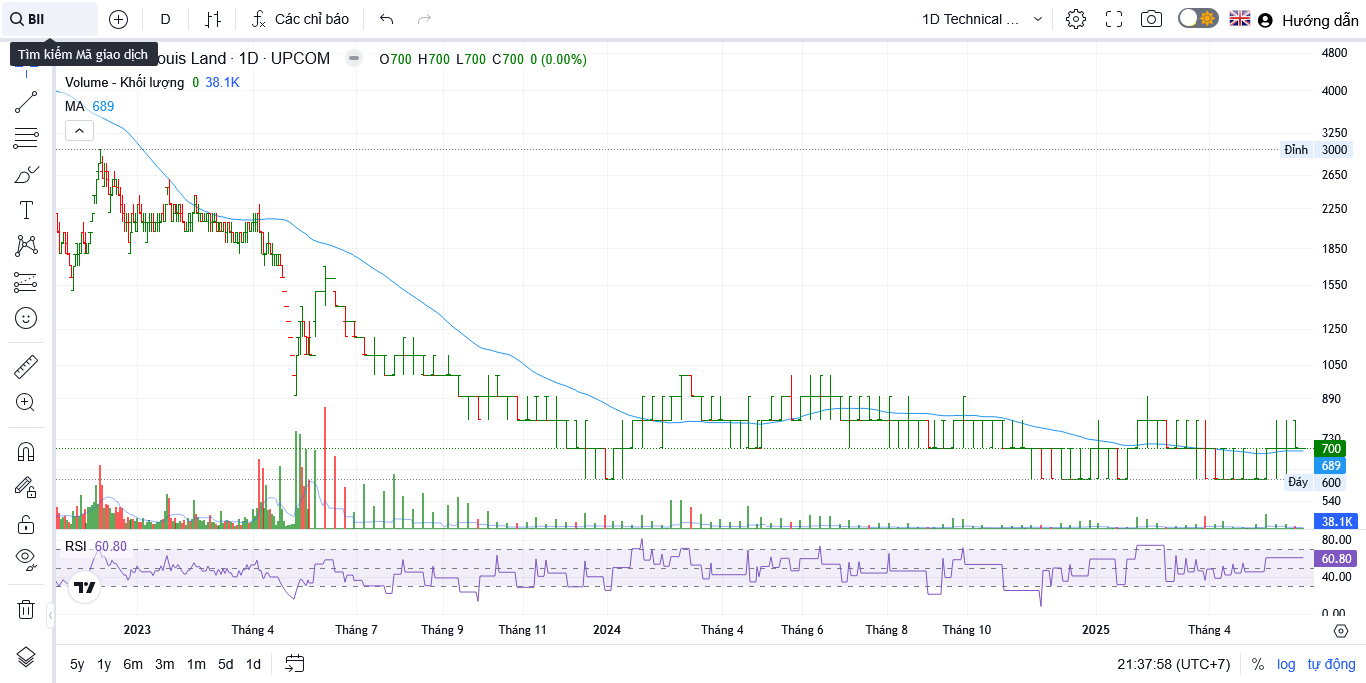 BII D Các chỉ báo 1D Technical ... Hướng dẫn
Tìm kiếm Mã giao dịch
ouis Land · 1D · UPCOM O700 H700 L700 C700 0 (0.00%)
Volume - Khối lượng 0 38.1K
MA 689
4800
4000
3250
Đỉnh 3000
2650
2250
1850
1550
1250
1050
890
730
700
689
Đáy 600
540
38.1K
RSI 60.80
80.00
60.80
40.00
0.00
2023 Tháng 4 Tháng 7 Tháng 9 Tháng 11 2024 Tháng 4 Tháng 6 Tháng 8 Tháng 10 2025 Tháng 4
5y 1y 6m 3m 1m 5d 1d 21:37:58 (UTC+7) % log tự động